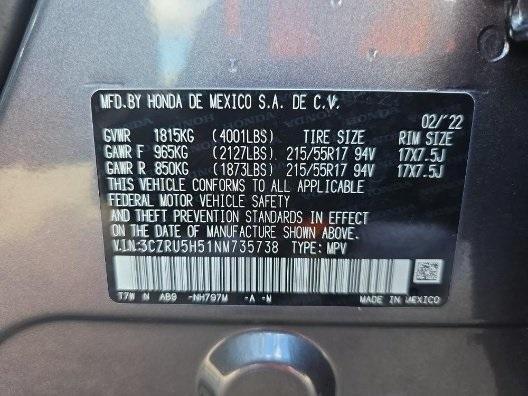 MFD.BY HONDA DE MEXICO S.A. DE C.V.
02/'22
GVWR 1815KG (4001LBS) TIRE SIZE RIM SIZE
GAWR F 965KG (2127LBS) 215/55R17 94V 17X7.5J
GAWR R 850KG (1873LBS) 215/55R17 94V 17X7.5J
THIS VEHICLE CONFORMS TO ALL APPLICABLE
FEDERAL MOTOR VEHICLE SAFETY
AND THEFT PREVENTION STANDARDS IN EFFECT
ON THE DATE OF MANUFACTURE SHOWN ABOVE.
V.I.N:3CZRU5H51NM735738 TYPE: MPV
T7W N AB9 -NH797M -A -M
MADE IN MEXICO